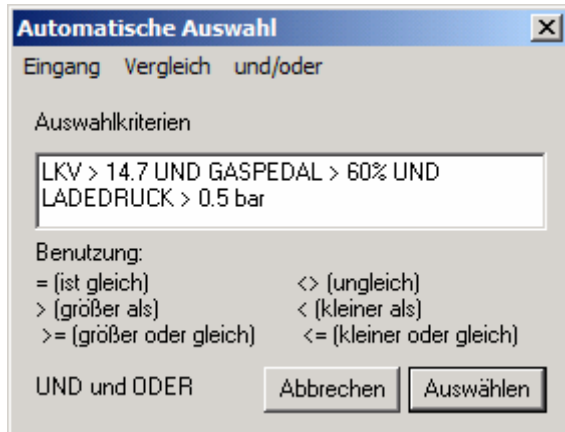 Automatische Auswahl
Eingang Vergleich und/oder
Auswahlkriterien
LKV > 14.7 UND GASPEDAL > 60% UND
LADEDRUCK > 0.5 bar
Benutzung:
= (ist gleich) <> (ungleich)
> (größer als) < (kleiner als)
>= (größer oder gleich) <= (kleiner oder gleich)
UND und ODER Abbrechen Auswählen